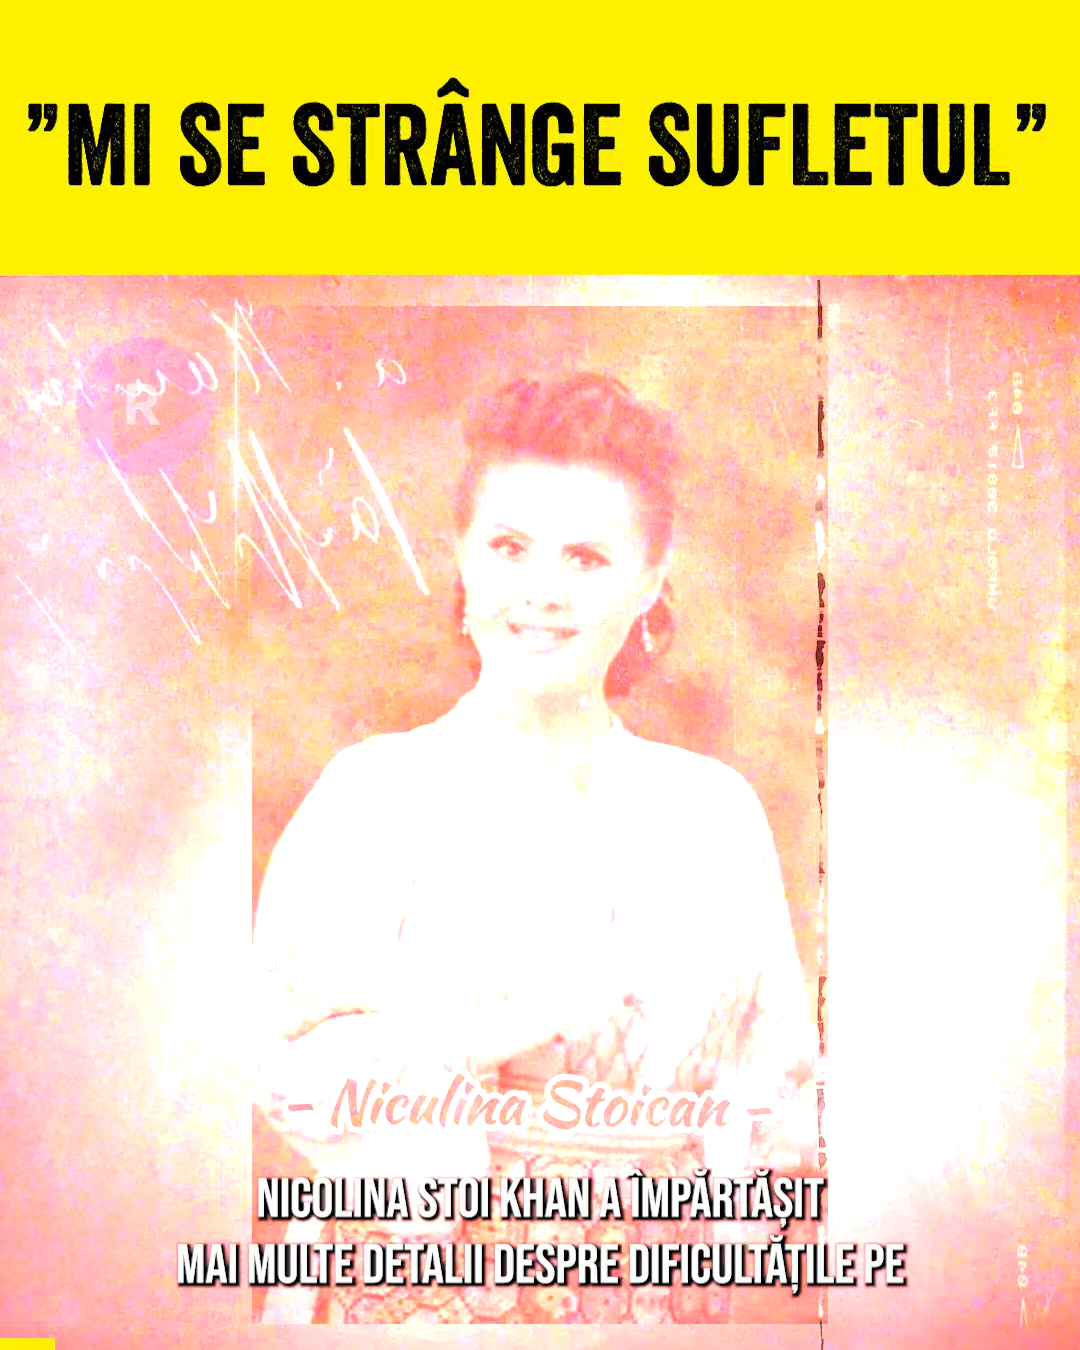 ”MI SE STRÂNGE SUFLETUL”
R
– Niculina Stoican –
NICOLINA STOI KHAN A ÎMPĂRTĂȘIT
MAI MULTE DETALII DESPRE DIFICULTĂȚILE PE